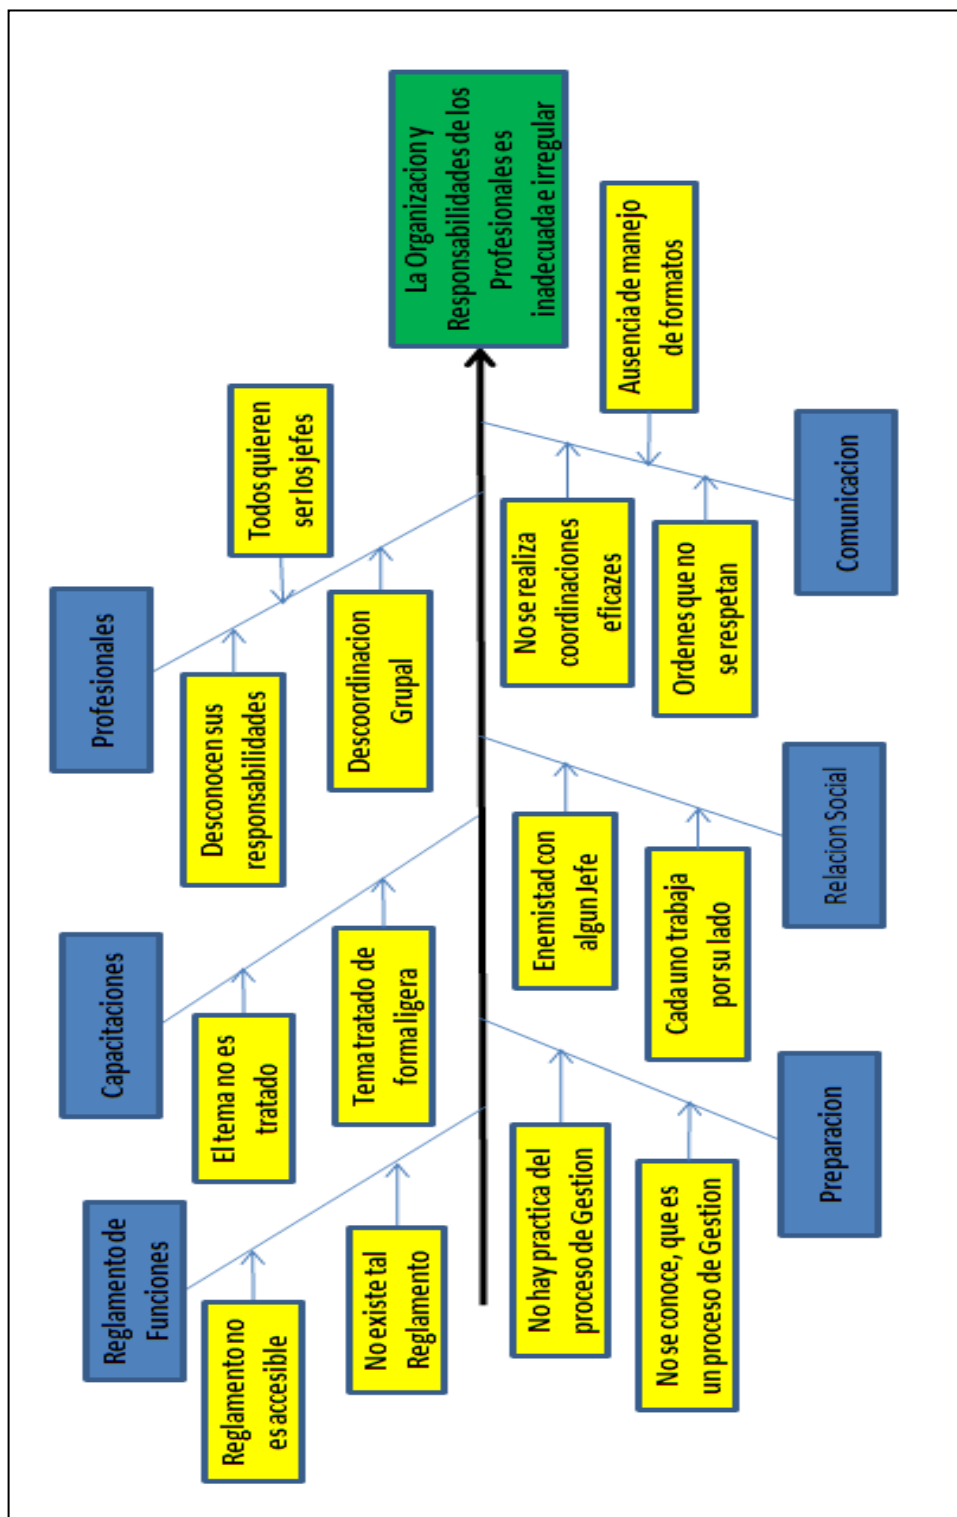 Reglamento de
Funciones
Reglamento no
es accesible
No existe tal
Reglamento
Capacitaciones
El tema no es
tratado
Tema tratado de
forma ligera
Profesionales
Desconocen sus
responsabilidades
Todos quieren
ser los jefes
Descoordinacion
Grupal
La Organizacion y
Responsabilidades de los
Profesionales es
inadecuada e irregular
No hay practica del
proceso de Gestion
No se conoce, que es
un proceso de Gestion
Preparacion
Enemistad con
algun Jefe
Cada uno trabaja
por su lado
Relacion Social
No se realiza
coordinaciones
eficazes
Ausencia de manejo
de formatos
Ordenes que no
se respetan
Comunicacion